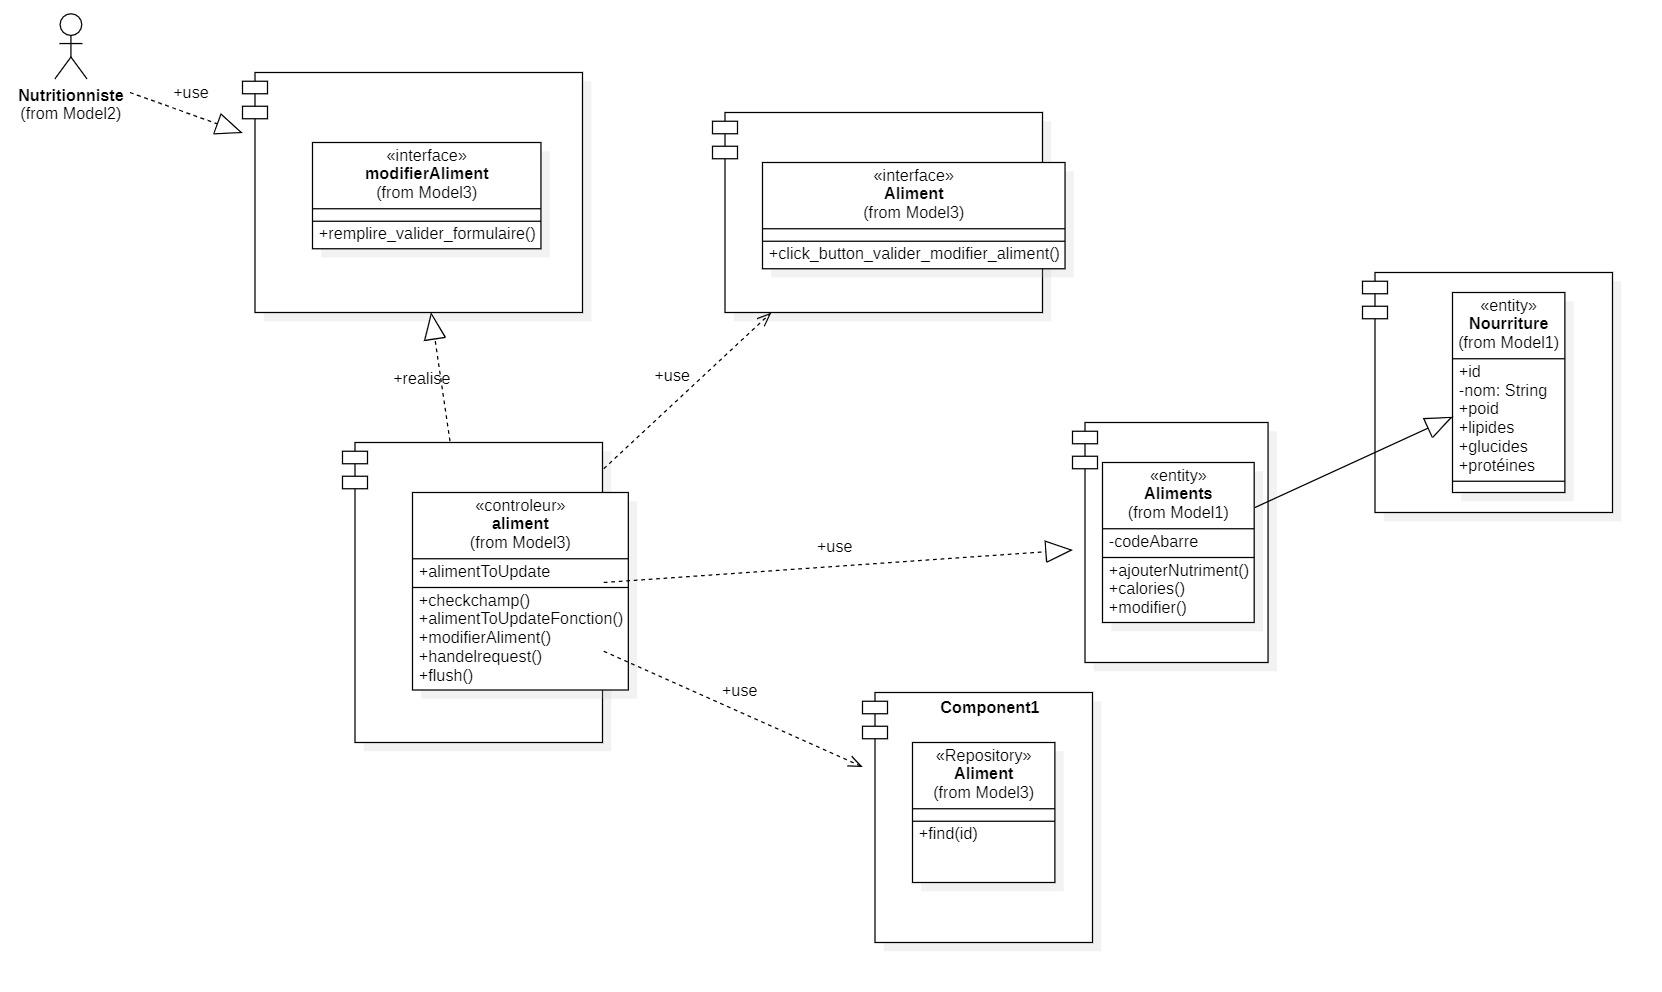 Nutritionniste
(from Model2)
+use
«interface»
modifierAliment
(from Model3)
+remplire_valider_formulaire()
«interface»
Aliment
(from Model3)
+click_button_valider_modifier_aliment()
«entity»
Nourriture
(from Model1)
+id
-nom: String
+poid
+lipides
+glucides
+protéines
+realise
+use
«controleur»
aliment
(from Model3)
+alimentToUpdate
+checkchamp()
+alimentToUpdateFonction()
+modifierAliment()
+handelrequest()
+flush()
+use
«entity»
Aliments
(from Model1)
-codeAbarre
+ajouterNutriment()
+calories()
+modifier()
+use
Component1
«Repository»
Aliment
(from Model3)
+find(id)